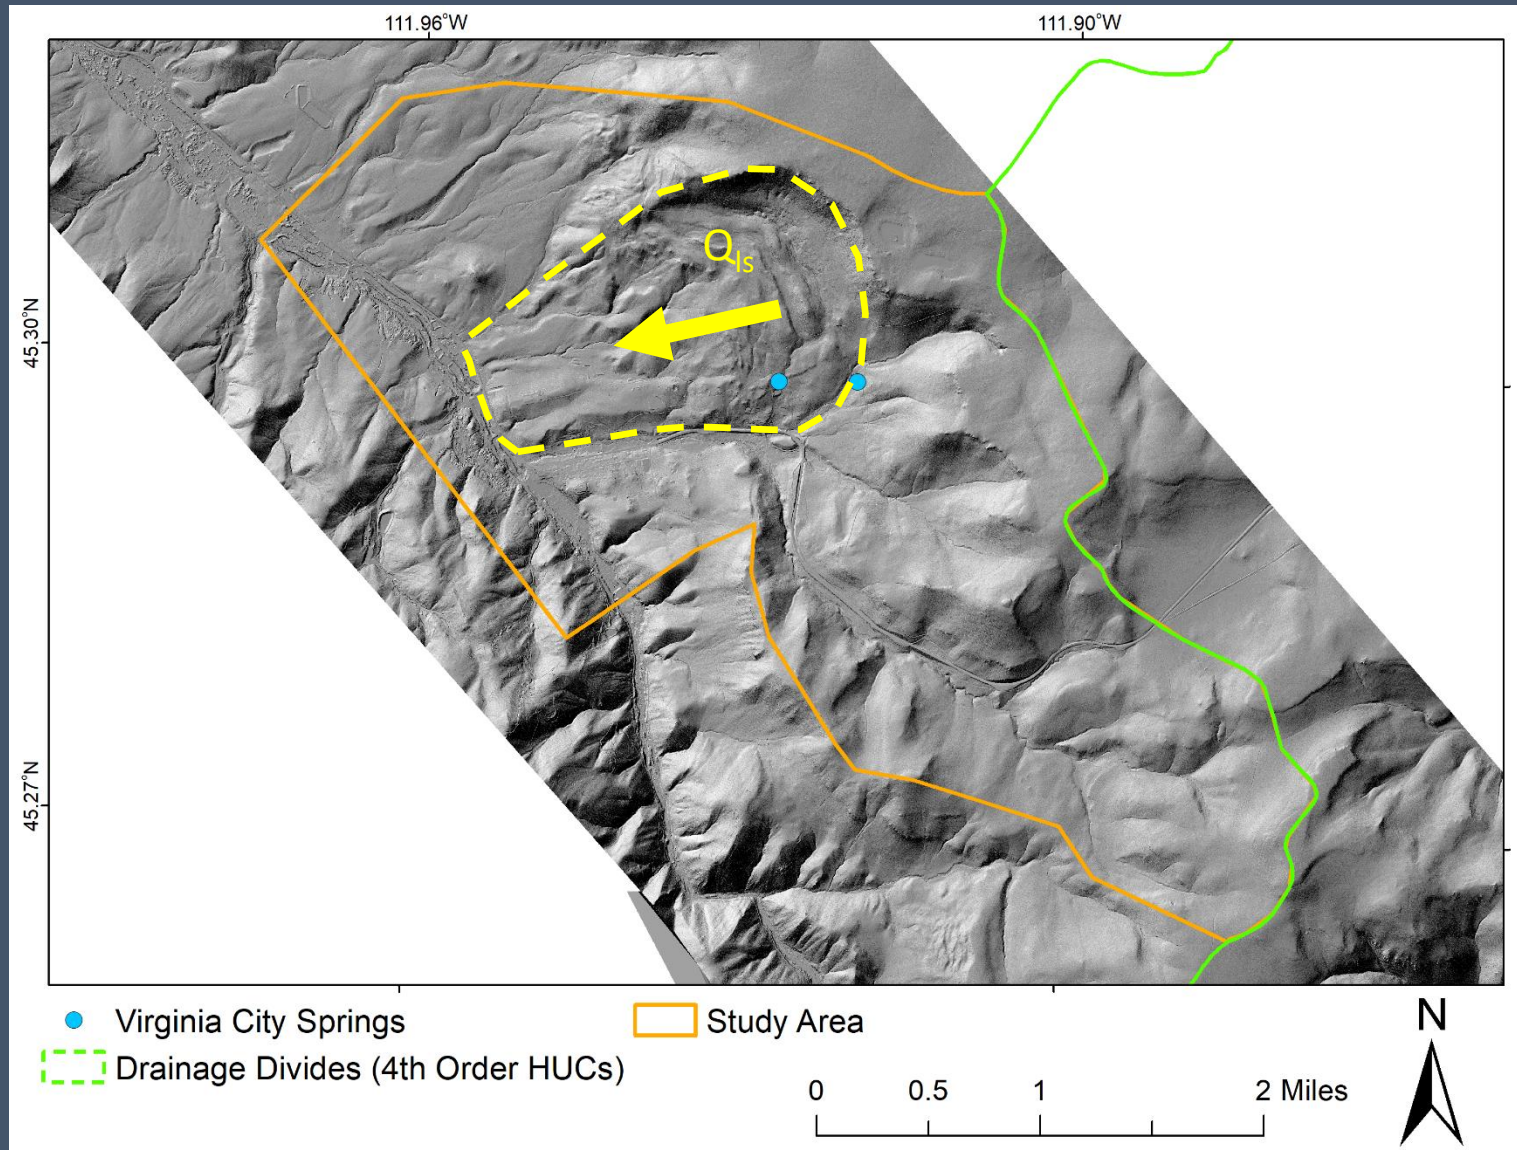 111.96°W
111.90°W
45.30°N
45.27°N
Qls
Virginia City Springs
Study Area
Drainage Divides (4th Order HUCs)
N
0 0.5 1 2 Miles